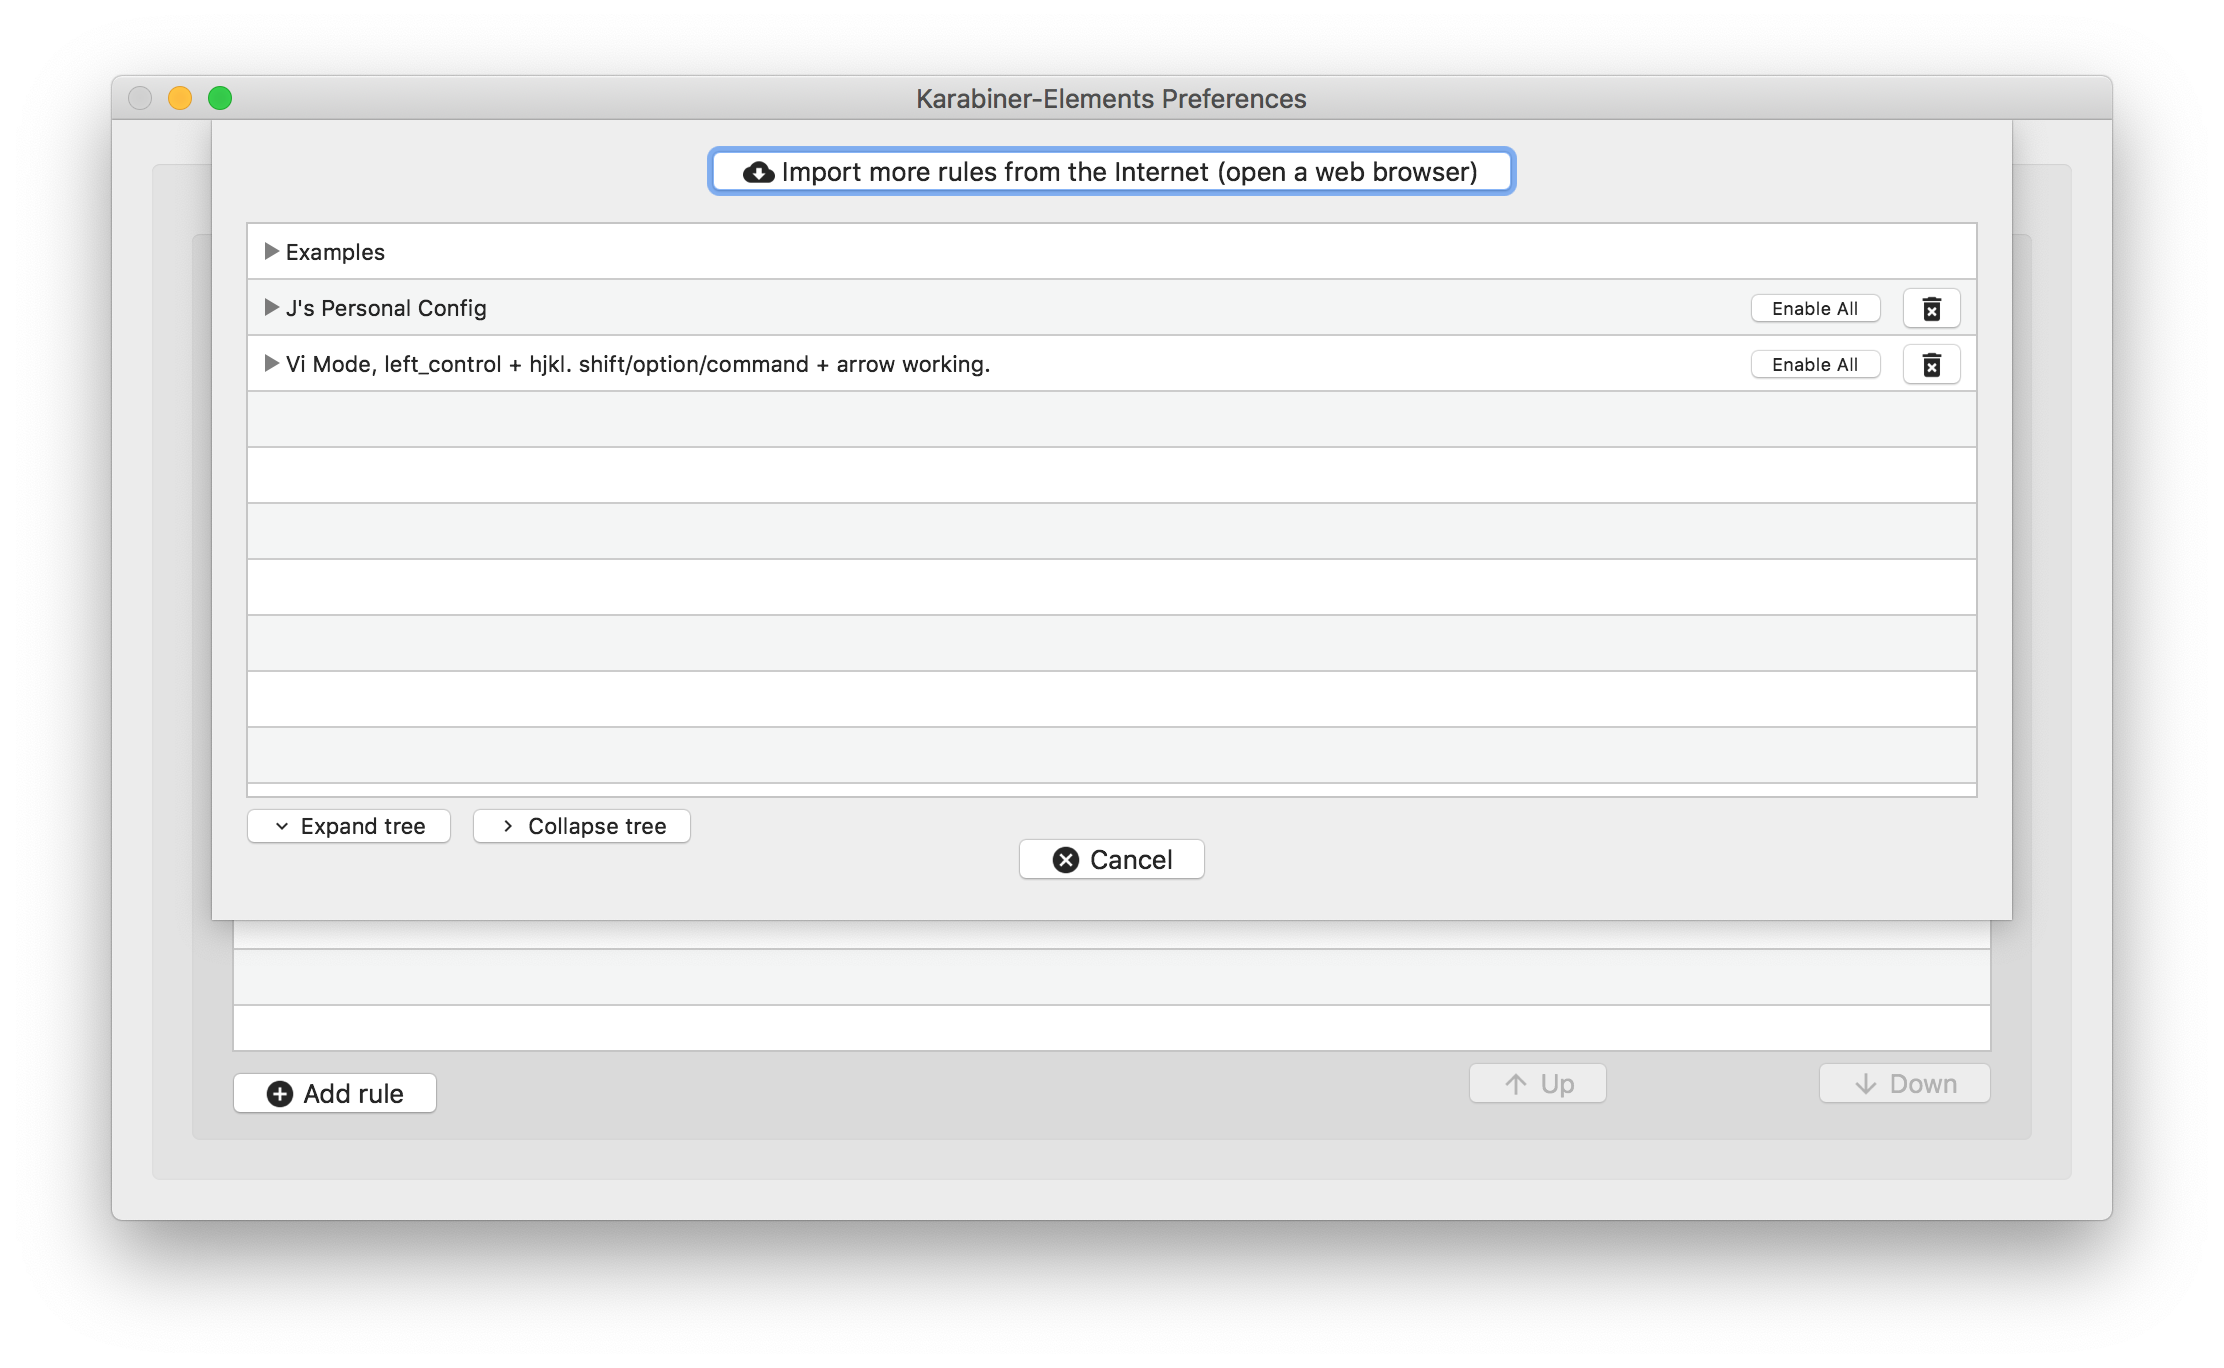 Karabiner-Elements Preferences
Import more rules from the Internet (open a web browser)
Examples
J's Personal Config Enable All
Vi Mode, left_control + hjkl. shift/option/command + arrow working. Enable All
Expand tree Collapse tree
Cancel
Add rule Up Down